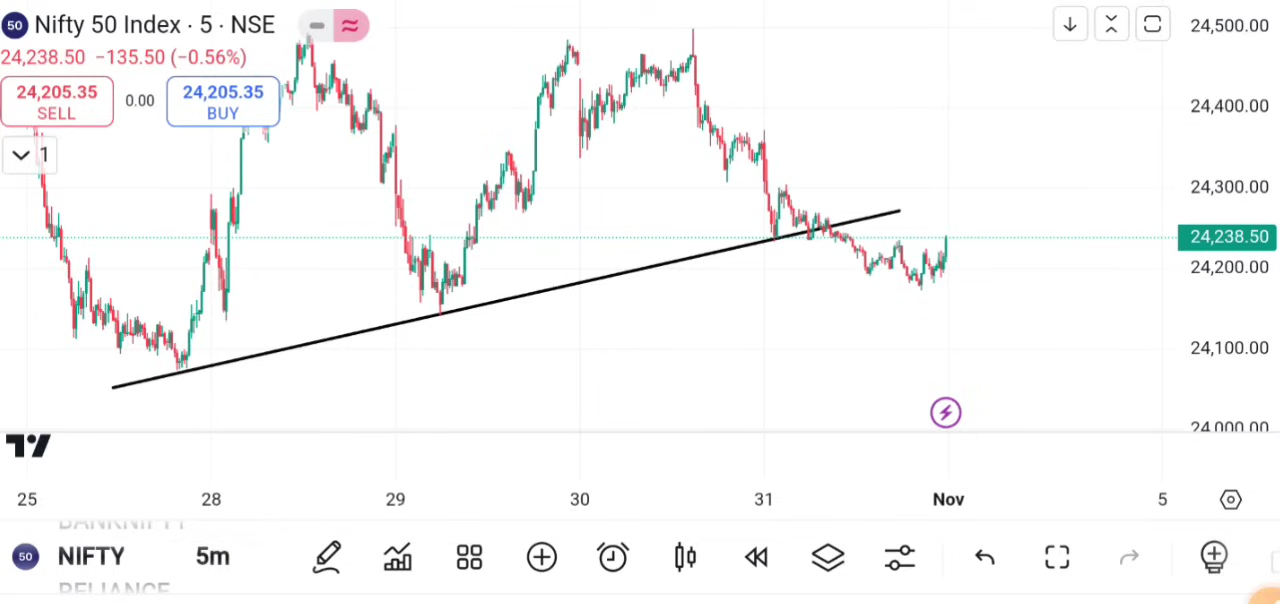 50 Nifty 50 Index · 5 · NSE
24,238.50 −135.50 (−0.56%)
24,205.35 SELL
0.00
24,205.35 BUY
1
24,500.00
24,400.00
24,300.00
24,238.50
24,200.00
24,100.00
24,000.00
25 28 29 30 31 Nov 5
BANKNIFTY
50 NIFTY 5m
RELIANCE